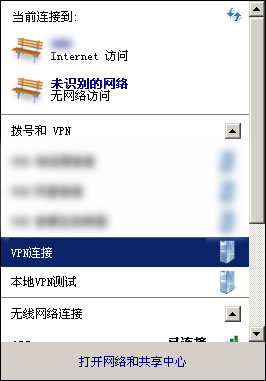 当前连接到:
Internet 访问
未识别的网络
无网络访问
拨号和 VPN
VPN连接
本地VPN测试
无线网络连接
已连接
打开网络和共享中心